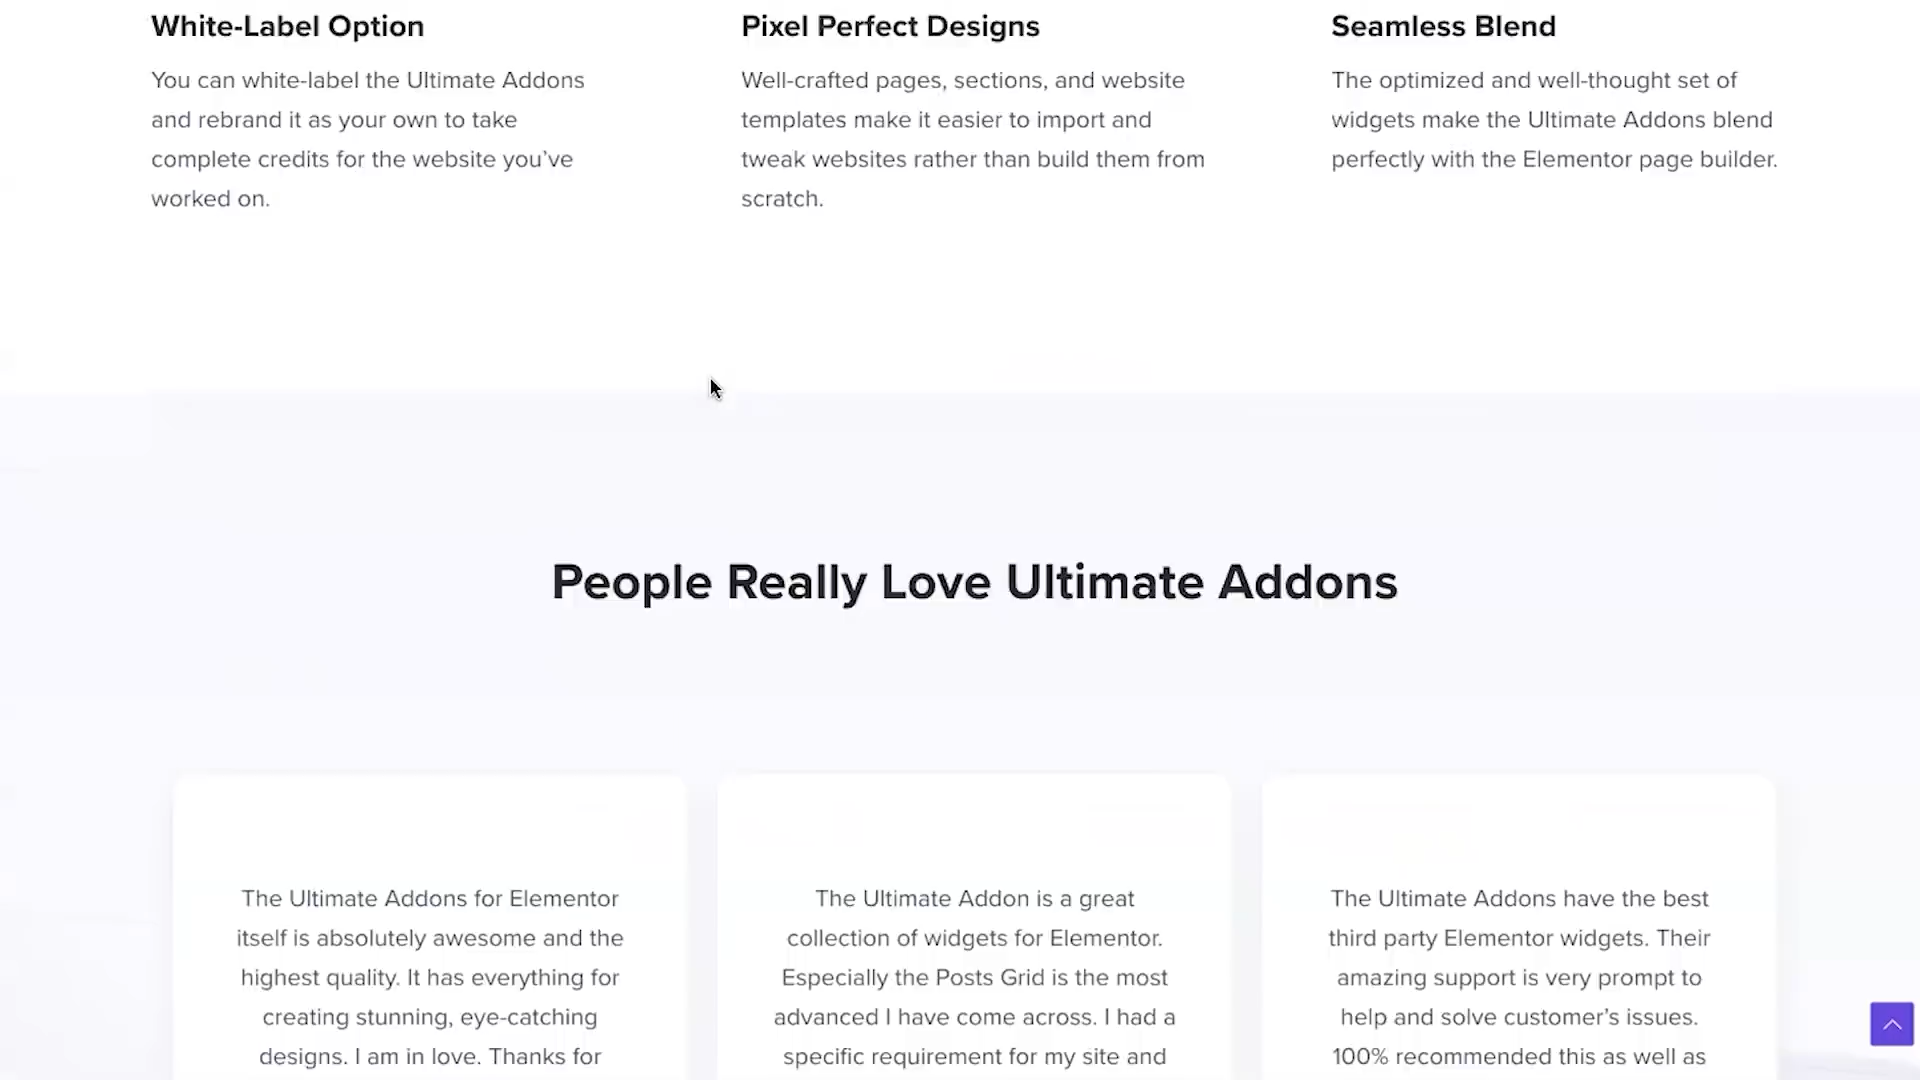 White-Label Option
You can white-label the Ultimate Addons
and rebrand it as your own to take
complete credits for the website you’ve
worked on.
Pixel Perfect Designs
Well-crafted pages, sections, and website
templates make it easier to import and
tweak websites rather than build them from
scratch.
Seamless Blend
The optimized and well-thought set of
widgets make the Ultimate Addons blend
perfectly with the Elementor page builder.
People Really Love Ultimate Addons
The Ultimate Addons for Elementor
itself is absolutely awesome and the
highest quality. It has everything for
creating stunning, eye-catching
designs. I am in love. Thanks for
The Ultimate Addon is a great
collection of widgets for Elementor.
Especially the Posts Grid is the most
advanced I have come across. I had a
specific requirement for my site and
The Ultimate Addons have the best
third party Elementor widgets. Their
amazing support is very prompt to
help and solve customer’s issues.
100% recommended this as well as